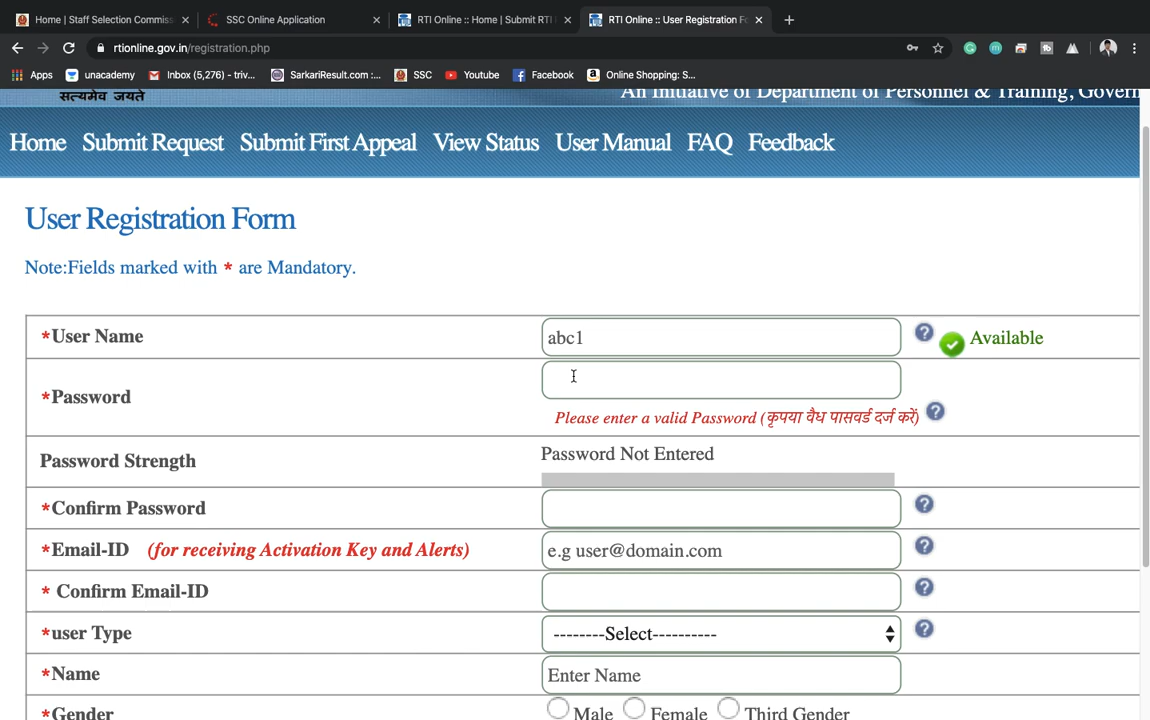 Home | Staff Selection Commiss
SSC Online Application
RTI Online :: Home | Submit RTI
RTI Online :: User Registration Fo
rtionline.gov.in/registration.php
Apps
unacademy
Inbox (5,276) - triv...
SarkariResult.com :...
SSC
Youtube
Facebook
Online Shopping: S...
सत्यमेव जयते
An Initiative of Department of Personnel & Training, Govern
Home Submit Request Submit First Appeal View Status User Manual FAQ Feedback
User Registration Form
Note:Fields marked with * are Mandatory.
*User Name
abc1
? Available
*Password
Please enter a valid Password (कृपया वैध पासवर्ड दर्ज करें) ?
Password Strength
Password Not Entered
*Confirm Password
?
*Email-ID (for receiving Activation Key and Alerts)
e.g user@domain.com
?
* Confirm Email-ID
?
*user Type
--------Select----------
?
*Name
Enter Name
*Gender
Male Female Third Gender